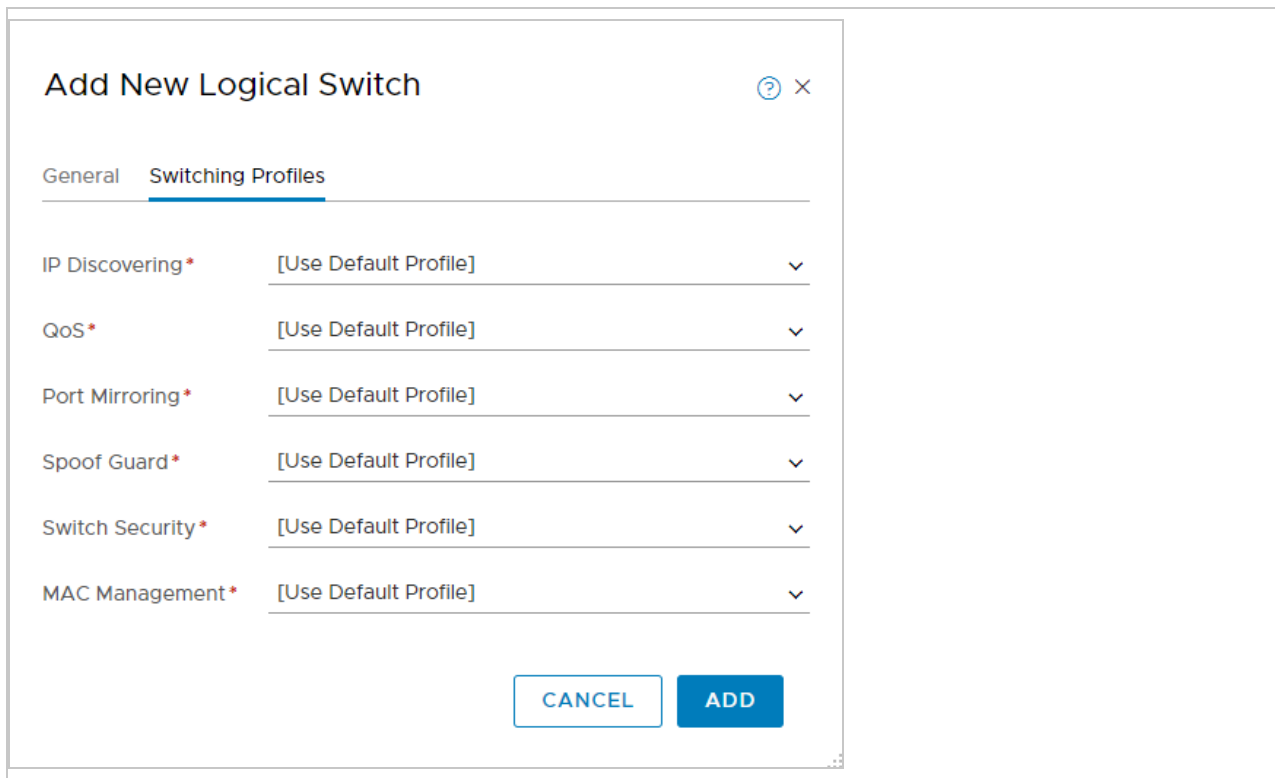 Add New Logical Switch
General Switching Profiles
IP Discovering* [Use Default Profile]
QoS* [Use Default Profile]
Port Mirroring* [Use Default Profile]
Spoof Guard* [Use Default Profile]
Switch Security* [Use Default Profile]
MAC Management* [Use Default Profile]
CANCEL ADD